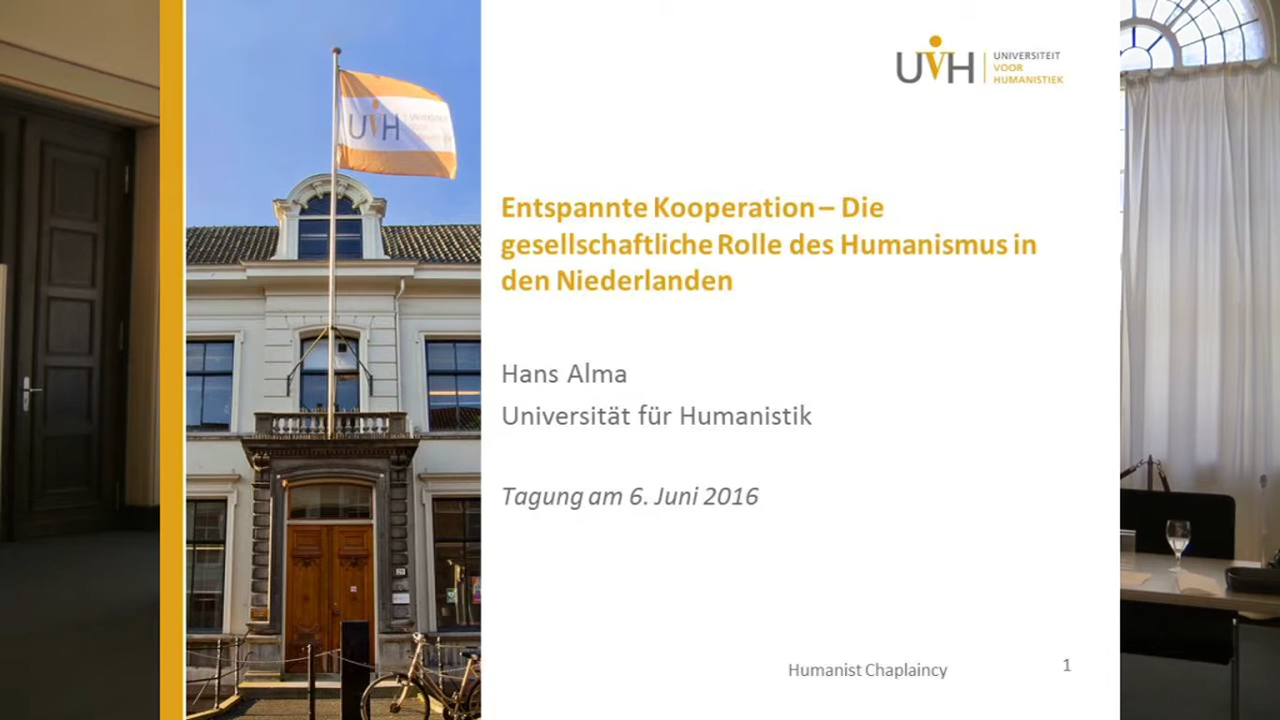 UVH
UNIVERSITEIT
VOOR
HUMANISTIEK
UVH
Entspannte Kooperation – Die
gesellschaftliche Rolle des Humanismus in
den Niederlanden
Hans Alma
Universität für Humanistik
Tagung am 6. Juni 2016
Humanist Chaplaincy
1